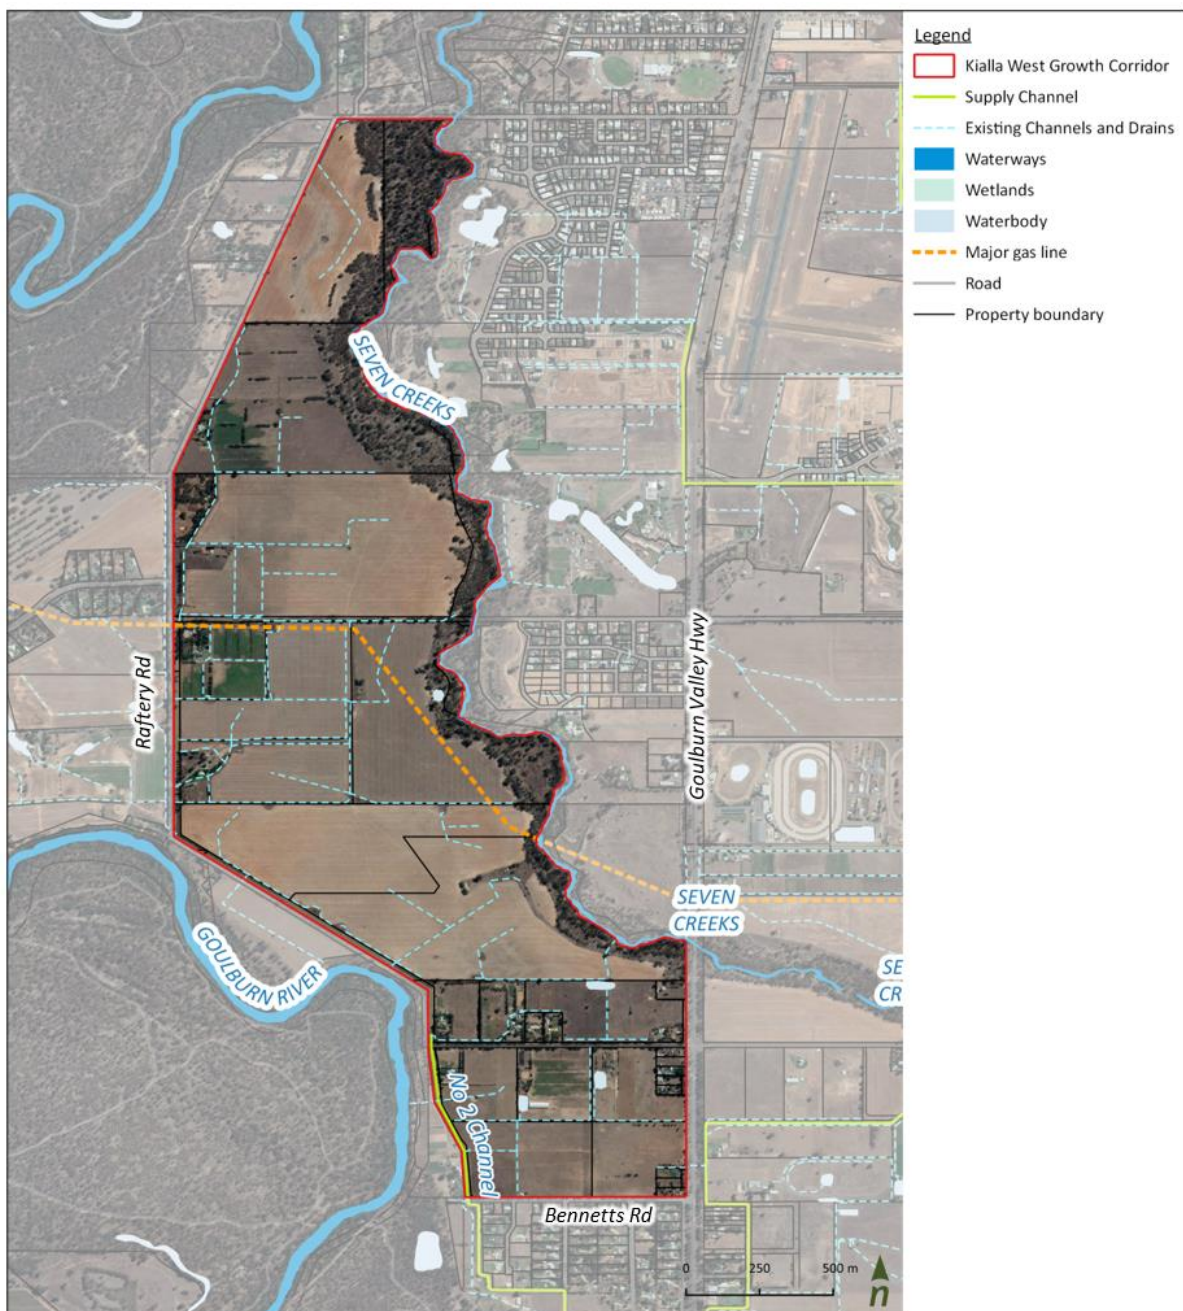 Legend
Kialla West Growth Corridor
Supply Channel
Existing Channels and Drains
Waterways
Wetlands
Waterbody
Major gas line
Road
Property boundary
SEVEN CREEKS
Raftery Rd
Goulburn Valley Hwy
SEVEN
CREEKS
SE
CR
GOULBURN RIVER
No 2 Channel
Bennetts Rd
0 250 500 m
n